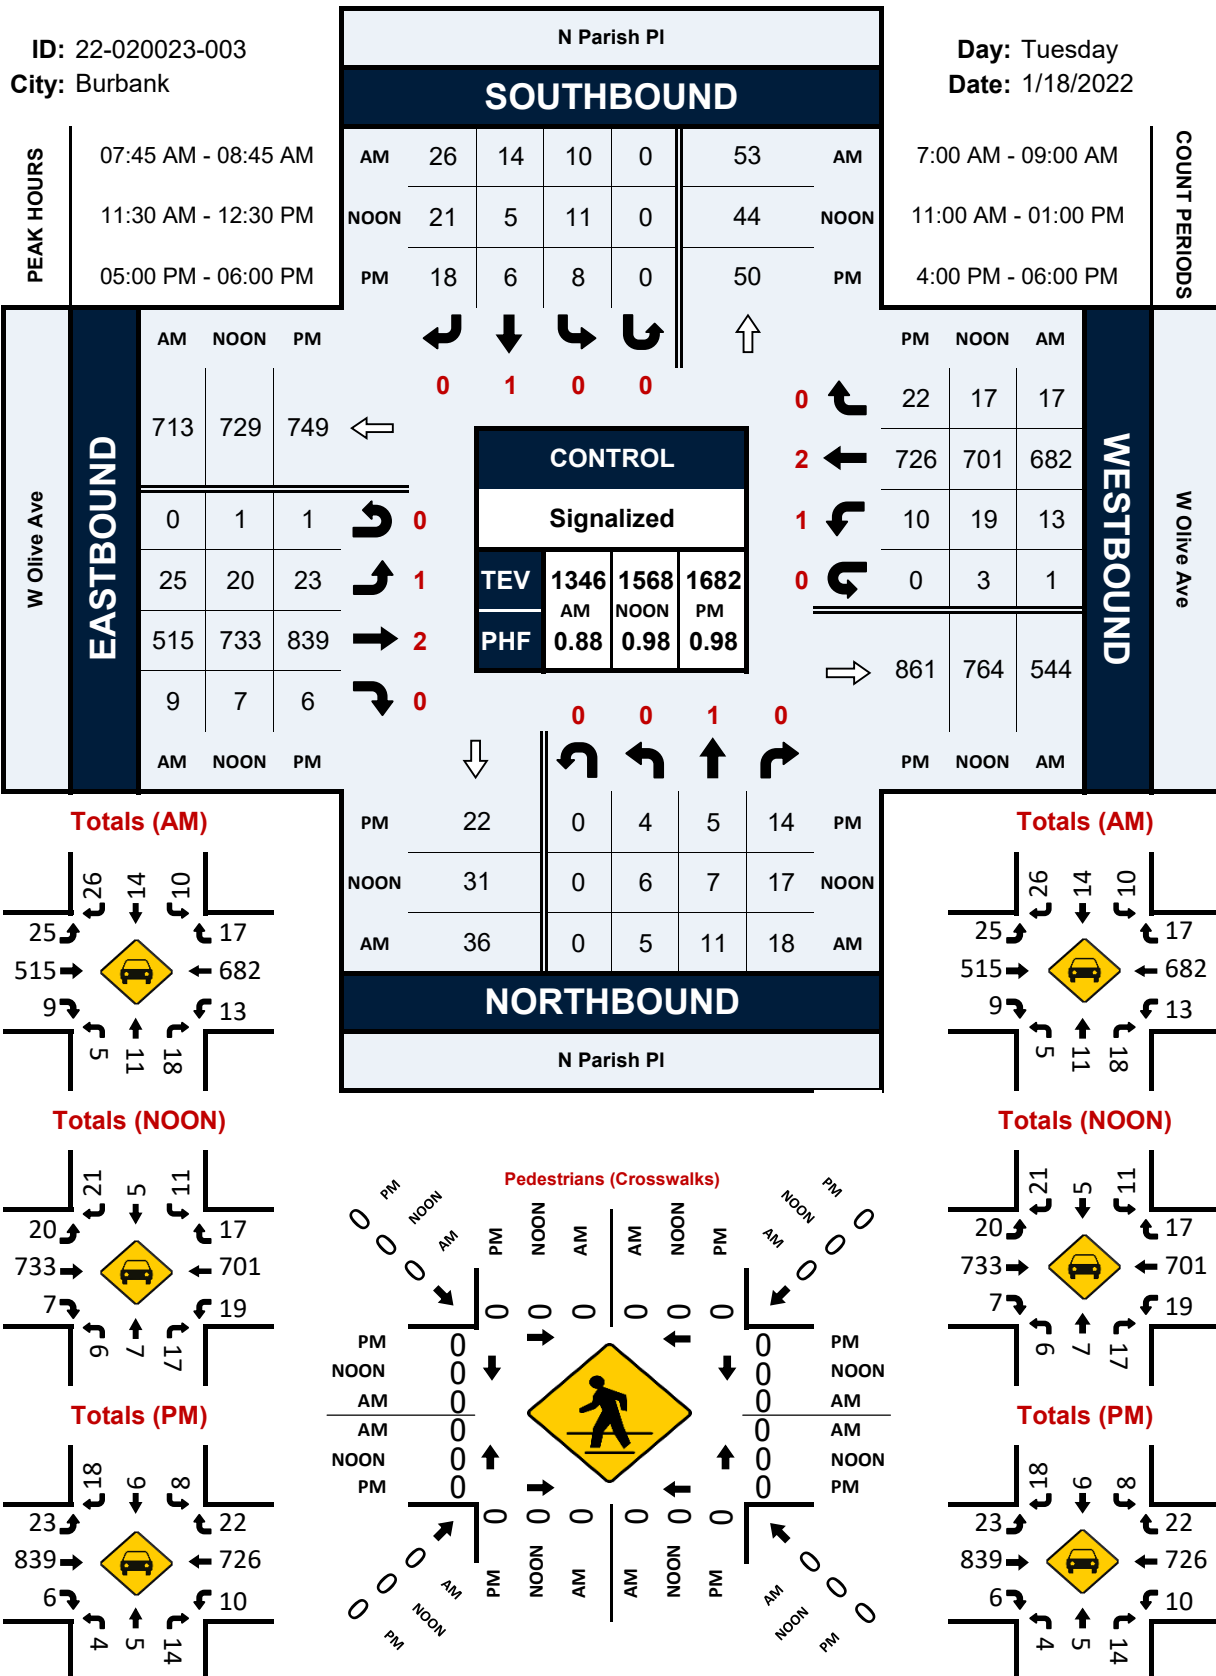 ID: 22-020023-003
City: Burbank
N Parish Pl
Day: Tuesday
Date: 1/18/2022
SOUTHBOUND
PEAK HOURS
07:45 AM - 08:45 AM
11:30 AM - 12:30 PM
05:00 PM - 06:00 PM
AM 26 14 10 0 53 AM
NOON 21 5 11 0 44 NOON
PM 18 6 8 0 50 PM
7:00 AM - 09:00 AM
11:00 AM - 01:00 PM
4:00 PM - 06:00 PM
COUNT PERIODS
0 1 0 0
W Olive Ave
EASTBOUND
AM NOON PM
713 729 749
0 1 1 0
25 20 23 1
515 733 839 2
9 7 6 0
AM NOON PM
CONTROL
Signalized
TEV 1346 1568 1682
AM NOON PM
PHF 0.88 0.98 0.98
PM NOON AM
0 22 17 17
2 726 701 682
1 10 19 13
0 0 3 1
861 764 544
PM NOON AM
WESTBOUND
W Olive Ave
0 0 1 0
PM 22 0 4 5 14 PM
NOON 31 0 6 7 17 NOON
AM 36 0 5 11 18 AM
NORTHBOUND
N Parish Pl
Totals (AM)
26 14 10
25 17
515 682
9 13
5 11 18
Totals (NOON)
21 5 11
20 17
733 701
7 19
6 7 17
Totals (PM)
18 6 8
23 22
839 726
6 10
4 5 14
Pedestrians (Crosswalks)
PM NOON AM
0 0 0
PM NOON AM AM NOON PM
0 0 0 0 0 0
PM NOON AM
0 0 0
PM 0 0 PM
NOON 0 0 NOON
AM 0 0 AM
AM 0 0 AM
NOON 0 0 NOON
PM 0 0 PM
0 0 0
AM NOON PM
0 0 0 0 0 0
PM NOON AM AM NOON PM
0 0 0
AM NOON PM
Totals (AM)
26 14 10
25 17
515 682
9 13
5 11 18
Totals (NOON)
21 5 11
20 17
733 701
7 19
6 7 17
Totals (PM)
18 6 8
23 22
839 726
6 10
4 5 14